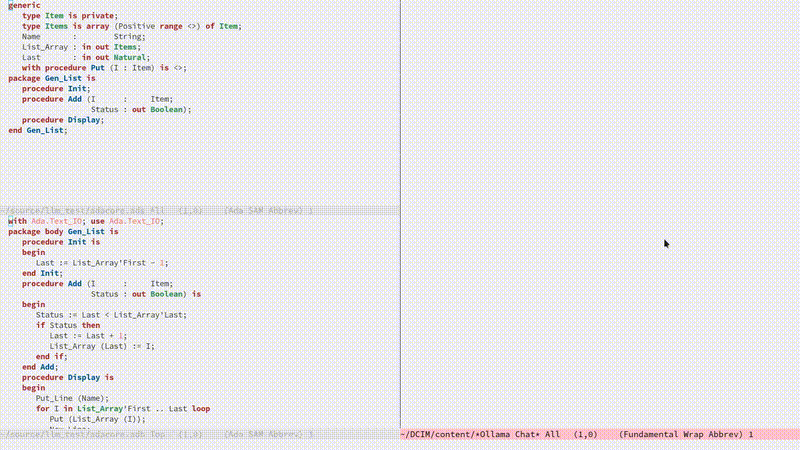 generic
   type Item is private;
   type Items is array (Positive range <>) of Item;
   Name       :        String;
   List_Array : in out Items;
   Last       : in out Natural;
   with procedure Put (I : Item) is <>;
package Gen_List is
   procedure Init;
   procedure Add (I      :     Item;
                  Status : out Boolean);
   procedure Display;
end Gen_List;
~/source/llm_test/adacore.ads All   (1,0)     (Ada SAM Abbrev) 1
with Ada.Text_IO; use Ada.Text_IO;
package body Gen_List is
   procedure Init is
   begin
      Last := List_Array'First - 1;
   end Init;
   procedure Add (I      :     Item;
                  Status : out Boolean) is
   begin
      Status := Last < List_Array'Last;
      if Status then
         Last := Last + 1;
         List_Array (Last) := I;
      end if;
   end Add;
   procedure Display is
   begin
      Put_Line (Name);
      for I in List_Array'First .. Last loop
         Put (List_Array (I));
~/source/llm_test/adacore.adb Top   (1,0)     (Ada SAM Abbrev) 1
~/DCIM/content/*Ollama Chat* All   (1,0)     (Fundamental Wrap Abbrev) 1